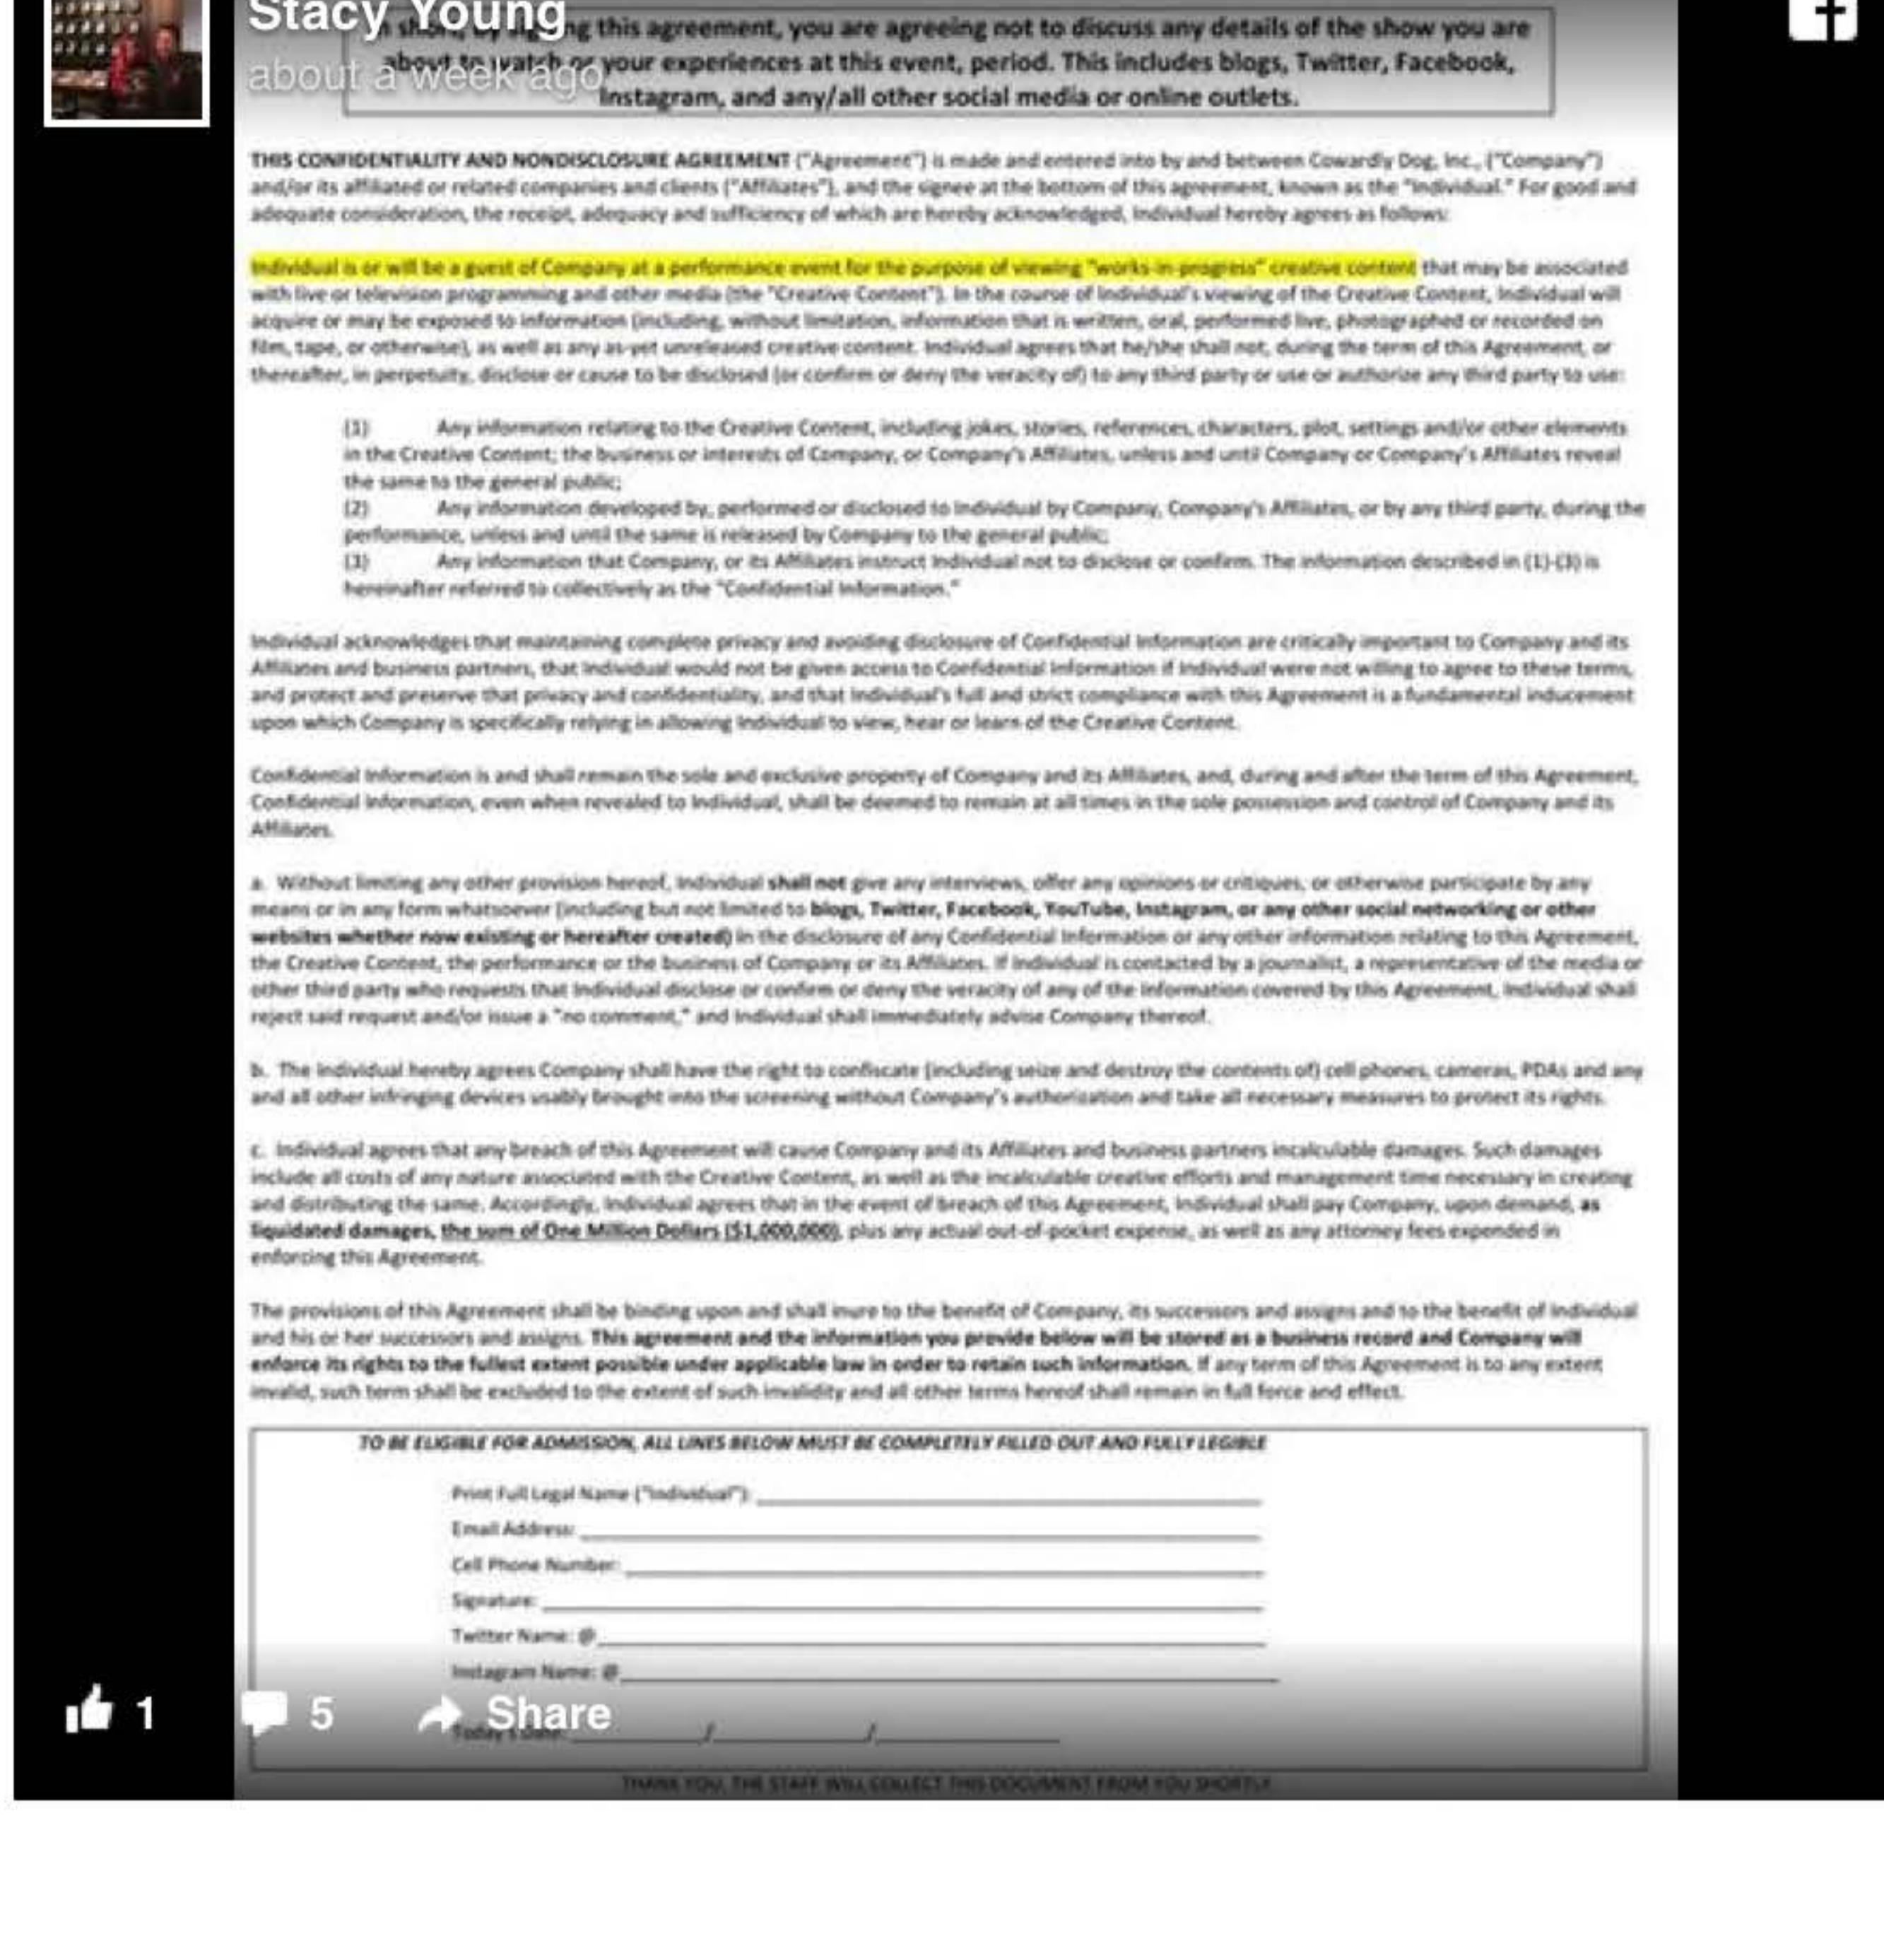 Stacy Young
about a week ago
ng this agreement, you are agreeing not to discuss any details of the show you are
about to watch or your experiences at this event, period. This includes blogs, Twitter, Facebook,
Instagram, and any/all other social media or online outlets.
THIS CONFIDENTIALITY AND NONDISCLOSURE AGREEMENT ("Agreement") is made and entered into by and between Cowardly Dog, Inc., ("Company")
and/or its affiliated or related companies and clients ("Affiliates"), and the signee at the bottom of this agreement, known as the "Individual." For good and
adequate consideration, the receipt, adequacy and sufficiency of which are hereby acknowledged, Individual hereby agrees as follows:
Individual is or will be a guest of Company at a performance event for the purpose of viewing "works-in-progress" creative content that may be associated
with live or television programming and other media (the "Creative Content"). In the course of Individual's viewing of the Creative Content, Individual will
acquire or may be exposed to information (including, without limitation, information that is written, oral, performed live, photographed or recorded on
film, tape, or otherwise), as well as any as-yet unreleased creative content. Individual agrees that he/she shall not, during the term of this Agreement, or
thereafter, in perpetuity, disclose or cause to be disclosed (or confirm or deny the veracity of) to any third party or use or authorize any third party to use:
(1) Any information relating to the Creative Content, including jokes, stories, references, characters, plot, settings and/or other elements
in the Creative Content; the business or interests of Company, or Company's Affiliates, unless and until Company or Company's Affiliates reveal
the same to the general public;
(2) Any information developed by, performed or disclosed to Individual by Company, Company's Affiliates, or by any third party, during the
performance, unless and until the same is released by Company to the general public;
(3) Any information that Company, or its Affiliates instruct Individual not to disclose or confirm. The information described in (1)-(3) is
hereinafter referred to collectively as the "Confidential Information."
Individual acknowledges that maintaining complete privacy and avoiding disclosure of Confidential Information are critically important to Company and its
Affiliates and business partners, that Individual would not be given access to Confidential Information if Individual were not willing to agree to these terms,
and protect and preserve that privacy and confidentiality, and that Individual's full and strict compliance with this Agreement is a fundamental inducement
upon which Company is specifically relying in allowing Individual to view, hear or learn of the Creative Content.
Confidential Information is and shall remain the sole and exclusive property of Company and its Affiliates, and, during and after the term of this Agreement,
Confidential Information, even when revealed to Individual, shall be deemed to remain at all times in the sole possession and control of Company and its
Affiliates.
a. Without limiting any other provision hereof, Individual shall not give any interviews, offer any opinions or critiques, or otherwise participate by any
means or in any form whatsoever (including but not limited to blogs, Twitter, Facebook, YouTube, Instagram, or any other social networking or other
websites whether now existing or hereafter created) in the disclosure of any Confidential Information or any other information relating to this Agreement,
the Creative Content, the performance or the business of Company or its Affiliates. If Individual is contacted by a journalist, a representative of the media or
other third party who requests that Individual disclose or confirm or deny the veracity of any of the Information covered by this Agreement, Individual shall
reject said request and/or issue a "no comment," and Individual shall immediately advise Company thereof.
b. The Individual hereby agrees Company shall have the right to confiscate (including seize and destroy the contents of) cell phones, cameras, PDAs and any
and all other infringing devices usably brought into the screening without Company's authorization and take all necessary measures to protect its rights.
c. Individual agrees that any breach of this Agreement will cause Company and its Affiliates and business partners incalculable damages. Such damages
include all costs of any nature associated with the Creative Content, as well as the incalculable creative efforts and management time necessary in creating
and distributing the same. Accordingly, Individual agrees that in the event of breach of this Agreement, Individual shall pay Company, upon demand, as
liquidated damages, the sum of One Million Dollars ($1,000,000), plus any actual out-of-pocket expense, as well as any attorney fees expended in
enforcing this Agreement.
The provisions of this Agreement shall be binding upon and shall inure to the benefit of Company, its successors and assigns and to the benefit of Individual
and his or her successors and assigns. This agreement and the information you provide below will be stored as a business record and Company will
enforce its rights to the fullest extent possible under applicable law in order to retain such information. If any term of this Agreement is to any extent
invalid, such term shall be excluded to the extent of such invalidity and all other terms hereof shall remain in full force and effect.
TO BE ELIGIBLE FOR ADMISSION, ALL LINES BELOW MUST BE COMPLETELY FILLED OUT AND FULLY LEGIBLE
Print Full Legal Name ("Individual"):
Email Address:
Cell Phone Number:
Signature:
Twitter Name: @
Instagram Name: @
1 5 Share
Today's Date: / /
THANK YOU. THE STAFF WILL COLLECT THIS DOCUMENT FROM YOU SHORTLY